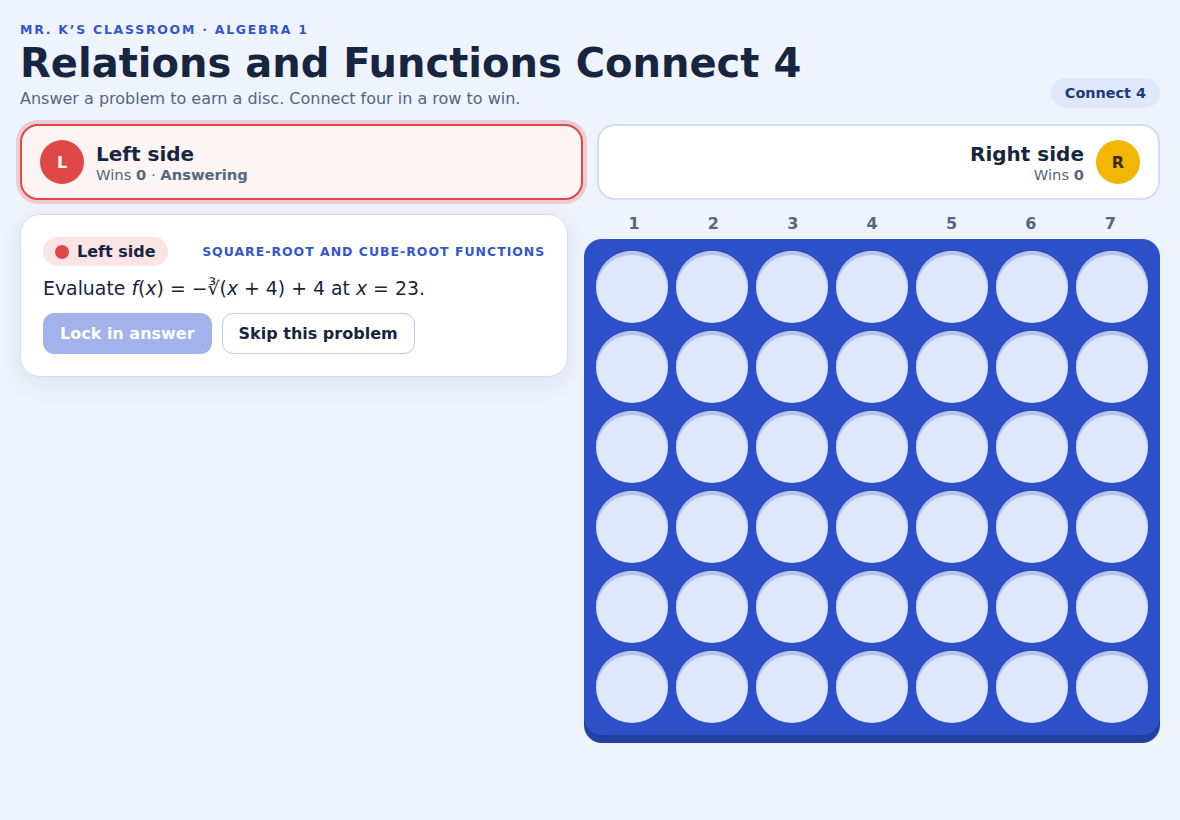 MR. K’S CLASSROOM · ALGEBRA 1
Relations and Functions Connect 4
Answer a problem to earn a disc. Connect four in a row to win.
Connect 4
L
Left side
Wins 0 · Answering
Right side
Wins 0
R
Left side
SQUARE-ROOT AND CUBE-ROOT FUNCTIONS
Evaluate f(x) = −∛(x + 4) + 4 at x = 23.
Lock in answer
Skip this problem
1 2 3 4 5 6 7